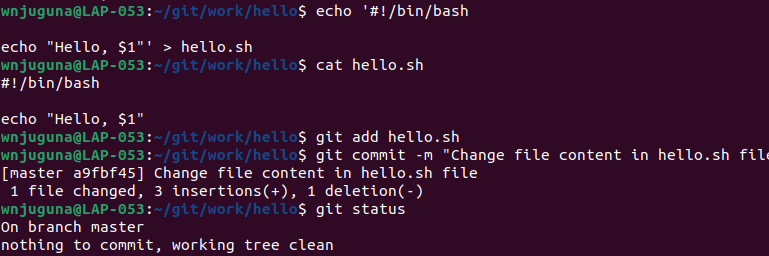 wnjuguna@LAP-053:~/git/work/hello$ echo '#!/bin/bash

echo "Hello, $1"' > hello.sh
wnjuguna@LAP-053:~/git/work/hello$ cat hello.sh
#!/bin/bash

echo "Hello, $1"
wnjuguna@LAP-053:~/git/work/hello$ git add hello.sh
wnjuguna@LAP-053:~/git/work/hello$ git commit -m "Change file content in hello.sh file
[master a9fbf45] Change file content in hello.sh file
 1 file changed, 3 insertions(+), 1 deletion(-)
wnjuguna@LAP-053:~/git/work/hello$ git status
On branch master
nothing to commit, working tree clean